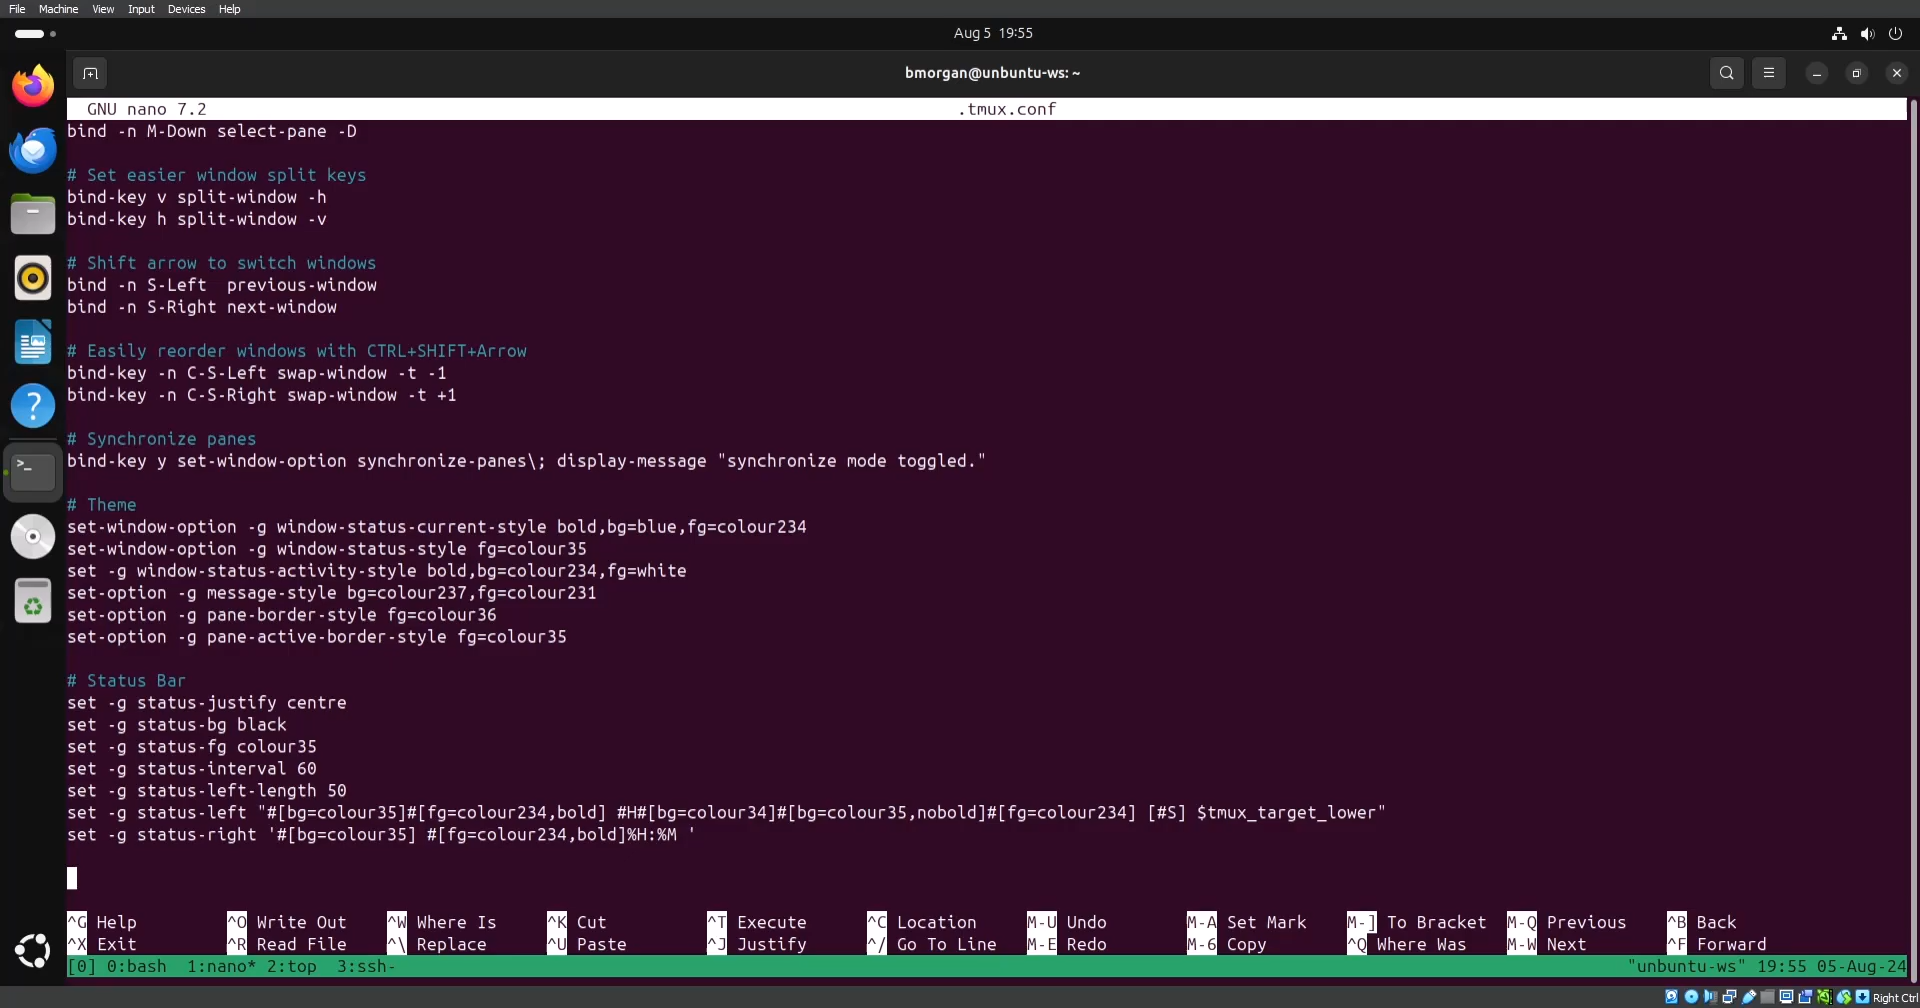 File Machine View Input Devices Help
Aug 5 19:55
bmorgan@unbuntu-ws: ~
GNU nano 7.2 .tmux.conf
bind -n M-Down select-pane -D
# Set easier window split keys
bind-key v split-window -h
bind-key h split-window -v
# Shift arrow to switch windows
bind -n S-Left  previous-window
bind -n S-Right next-window
# Easily reorder windows with CTRL+SHIFT+Arrow
bind-key -n C-S-Left swap-window -t -1
bind-key -n C-S-Right swap-window -t +1
# Synchronize panes
bind-key y set-window-option synchronize-panes\; display-message "synchronize mode toggled."
# Theme
set-window-option -g window-status-current-style bold,bg=blue,fg=colour234
set-window-option -g window-status-style fg=colour35
set -g window-status-activity-style bold,bg=colour234,fg=white
set-option -g message-style bg=colour237,fg=colour231
set-option -g pane-border-style fg=colour36
set-option -g pane-active-border-style fg=colour35
# Status Bar
set -g status-justify centre
set -g status-bg black
set -g status-fg colour35
set -g status-interval 60
set -g status-left-length 50
set -g status-left "#[bg=colour35]#[fg=colour234,bold] #H#[bg=colour34]#[bg=colour35,nobold]#[fg=colour234] [#S] $tmux_target_lower"
set -g status-right '#[bg=colour35] #[fg=colour234,bold]%H:%M '
^G Help ^O Write Out ^W Where Is ^K Cut ^T Execute ^C Location M-U Undo M-A Set Mark M-] To Bracket M-Q Previous ^B Back
^X Exit ^R Read File ^\ Replace ^U Paste ^J Justify ^/ Go To Line M-E Redo M-6 Copy ^Q Where Was M-W Next ^F Forward
[0] 0:bash  1:nano* 2:top  3:ssh- "unbuntu-ws" 19:55 05-Aug-24
Right Ctrl